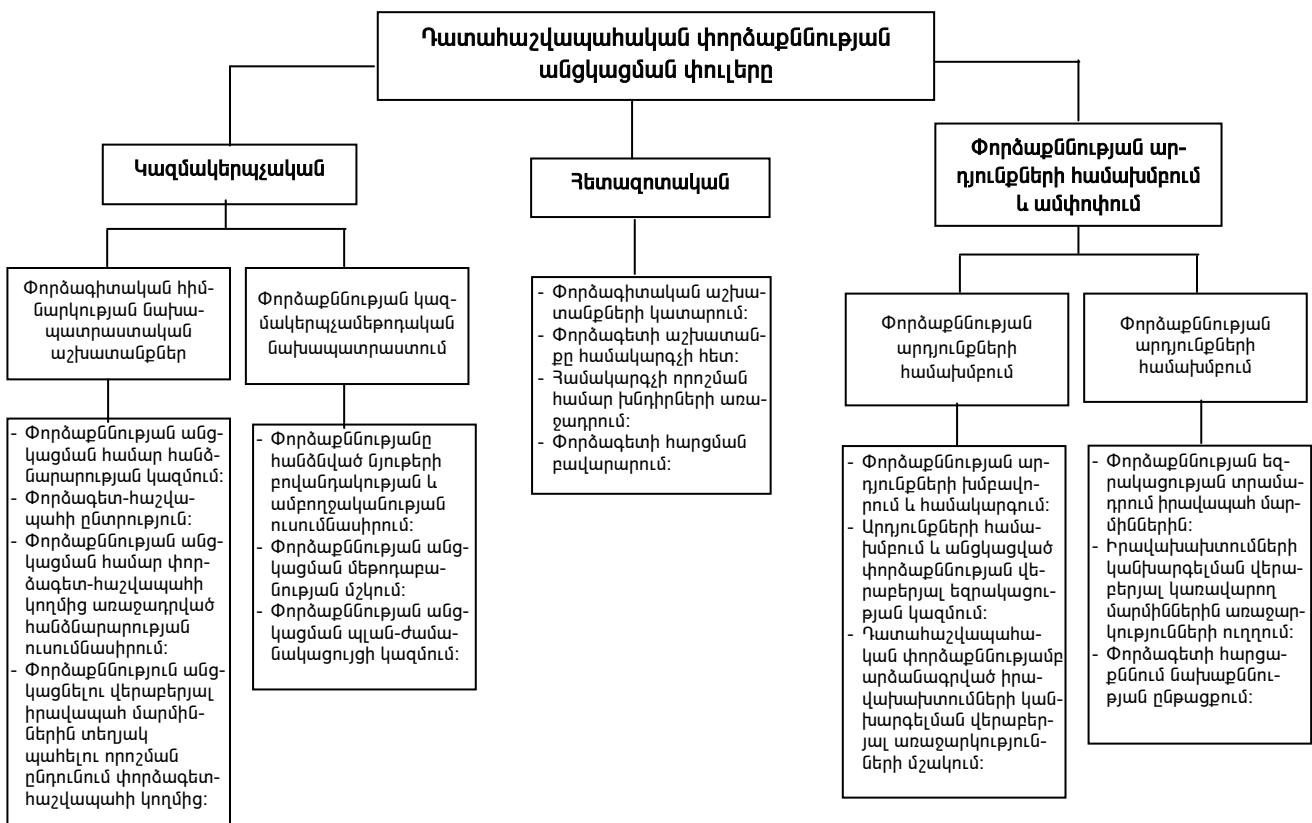 Դատահաշվապահական փորձաքննության
անցկացման փուլերը
Կազմակերպչական
Հետազոտական
Փորձաքննության ար-
դյունքների համախմբում
և ամփոփում
Փորձագիտական հիմ-
նարկության նախա-
պատրաստական
աշխատանքներ
Փորձաքննության կազ-
մակերպչամեթոդական
նախապատրաստում
- Փորձագիտական աշխա-
տանքների կատարում:
- Փորձագետի աշխատան-
քը համակարգչի հետ:
- Համակարգչի որոշման
համար խնդիրների առա-
ջադրում:
- Փորձագետի հարցման
բավարարում:
Փորձաքննության
արդյունքների
համախմբում
Փորձաքննության
արդյունքների
համախմբում
- Փորձաքննության անց-
կացման համար հանձ-
նարարության կազմում:
- Փորձագետ-հաշվա-
պահի ընտրություն:
- Փորձաքննության անց-
կացման համար փոր-
ձագետ-հաշվապահի
կողմից առաջադրված
հանձնարարության
ուսումնասիրում:
- Փորձաքննություն անց-
կացնելու վերաբերյալ
իրավապահ մարմին-
ներին տեղյակ
պահելու որոշման
ընդունում փորձագետ-
հաշվապահի կողմից:
- Փորձաքննությանը
հանձնված նյութերի
բովանդակության և
ամբողջականության
ուսումնասիրում:
- Փորձաքննության անց-
կացման մեթոդաբա-
նության մշկում:
- Փորձաքննության անց-
կացման պլան-ժամա-
նակացույցի կազմում:
- Փորձաքննության ար-
դյունքների խմբավո-
րում և համակարգում:
- Արդյունքների համա-
խմբում և անցկացված
փորձաքննության վե-
րաբերյալ եզրակացու-
թյան կազմում:
- Դատահաշվապահա-
կան փորձաքննությամբ
արձանագրված իրա-
վախախտումների կան-
խարգելման վերաբեր-
յալ առաջարկություն-
ների մշակում:
- Փորձաքննության եզ-
րակացության տրամա-
դրում իրավապահ մար-
միններին:
- Իրավախախտումների
կանխարգելման վերա-
բերյալ կառավարող
մարմիններին առաջար-
կությունների ուղղում:
- Փորձագետի հարցա-
քննում նախաքննու-
թյան ընթացքում: